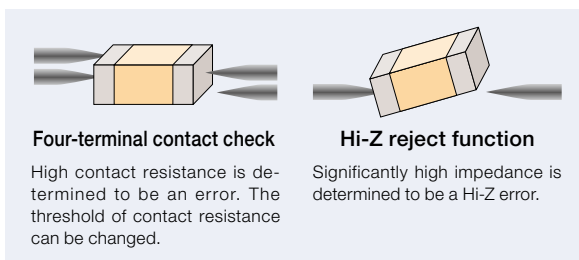 Four-terminal contact check
High contact resistance is de-
termined to be an error. The
threshold of contact resistance
can be changed.
Hi-Z reject function
Significantly high impedance is
determined to be a Hi-Z error.